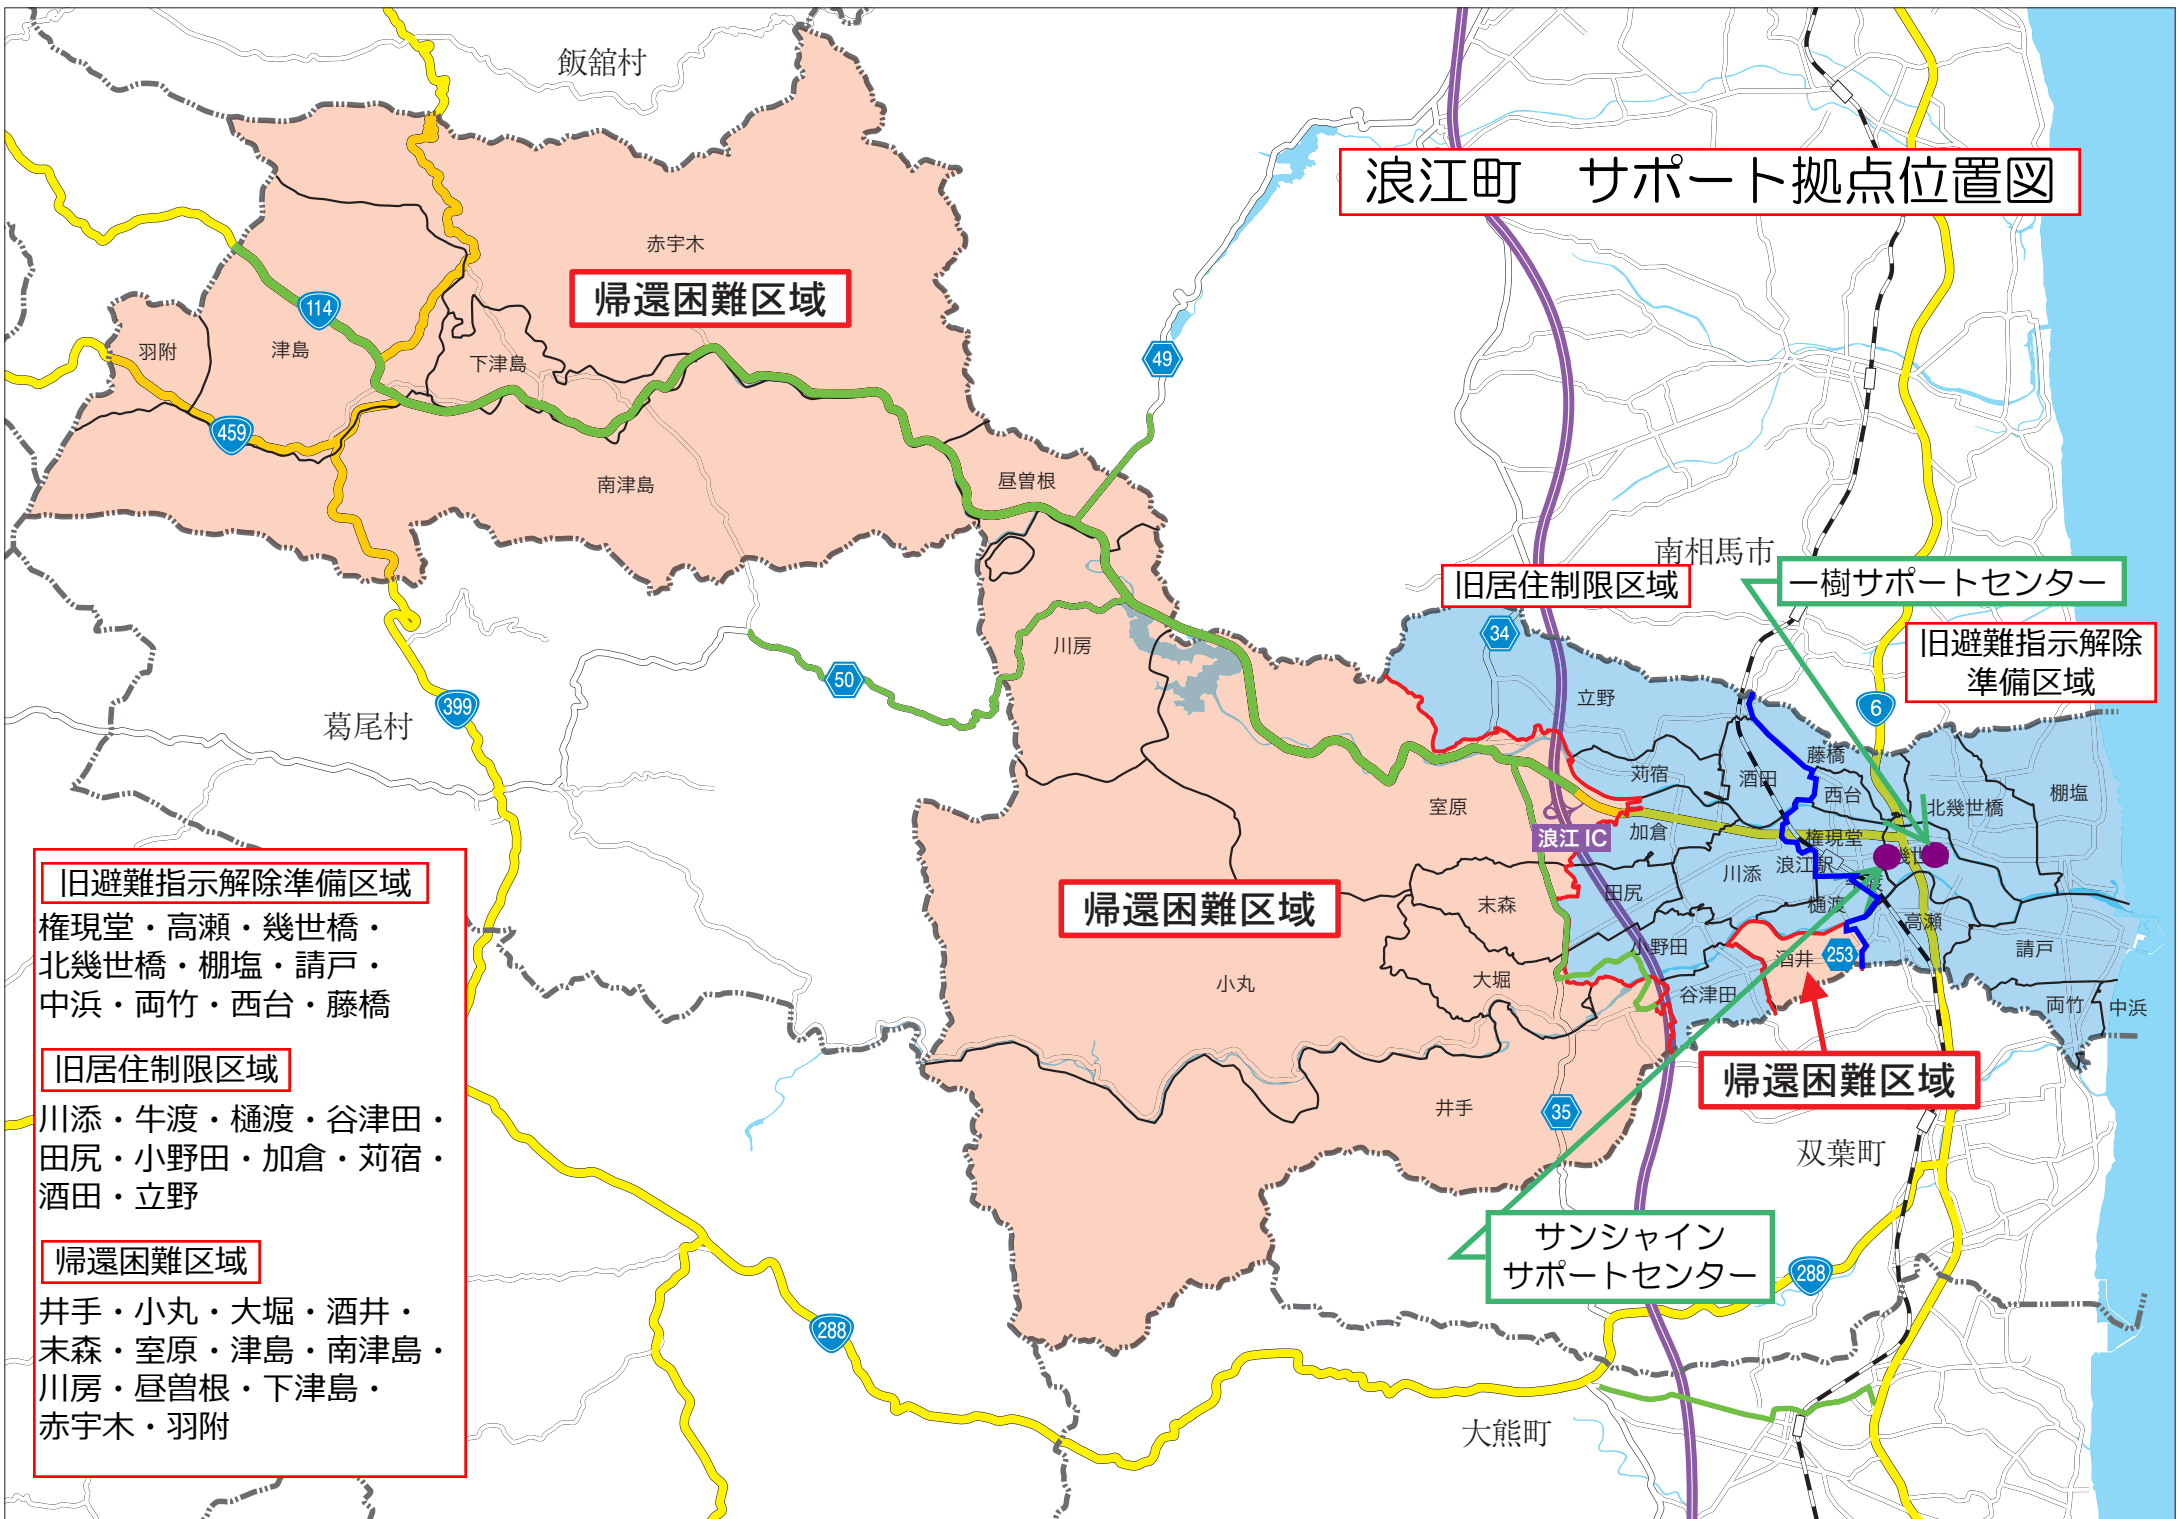 飯舘村
浪江町　サポート拠点位置図
赤宇木
帰還困難区域
114
羽附
津島
下津島
49
459
昼曽根
南津島
南相馬市
一樹サポートセンター
旧居住制限区域
34
旧避難指示解除
準備区域
川房
50
立野
399
6
葛尾村
藤橋
苅宿
酒田
西台
棚塩
北幾世橋
室原
加倉
浪江 IC
権現堂
浪江駅
川添
田尻
末森
樋渡
高瀬
帰還困難区域
小野田
酒井
253
請戸
大堀
小丸
谷津田
両竹
中浜
帰還困難区域
井手
35
双葉町
サンシャイン
サポートセンター
288
288
大熊町
旧避難指示解除準備区域
権現堂・高瀬・幾世橋・
北幾世橋・棚塩・請戸・
中浜・両竹・西台・藤橋
旧居住制限区域
川添・牛渡・樋渡・谷津田・
田尻・小野田・加倉・苅宿・
酒田・立野
帰還困難区域
井手・小丸・大堀・酒井・
末森・室原・津島・南津島・
川房・昼曽根・下津島・
赤宇木・羽附